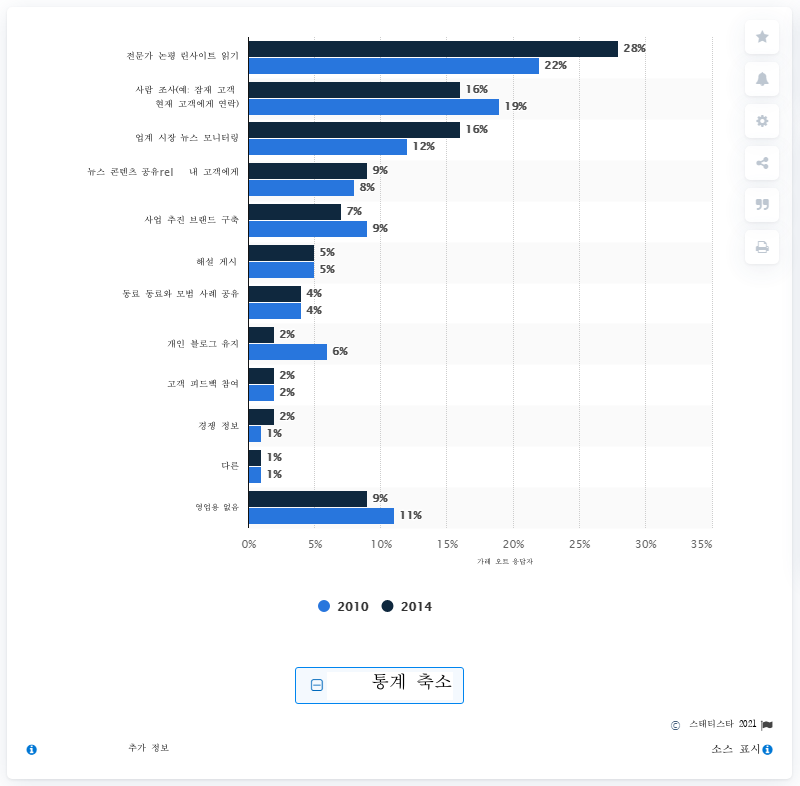 전문가 논평 린사이트 읽기
28%
22%
사람 조사(예: 잠재 고객
현재 고객에게 연락)
16%
19%
업계 시장 뉴스 모니터링
16%
12%
뉴스 콘텐츠 공유rel 내 고객에게
9%
8%
사업 추진 브랜드 구축
7%
9%
해설 게시
5%
5%
동료 동료와 모범 사례 공유
4%
4%
개인 블로그 유지
2%
6%
고객 피드백 참여
2%
2%
경쟁 정보
2%
1%
다른
1%
1%
영업용 없음
9%
11%
0% 5% 10% 15% 20% 25% 30% 35%
가례 오트 응답자
2010 2014
통계 축소
© 스태티스타 2021
추가 정보
소스 표시